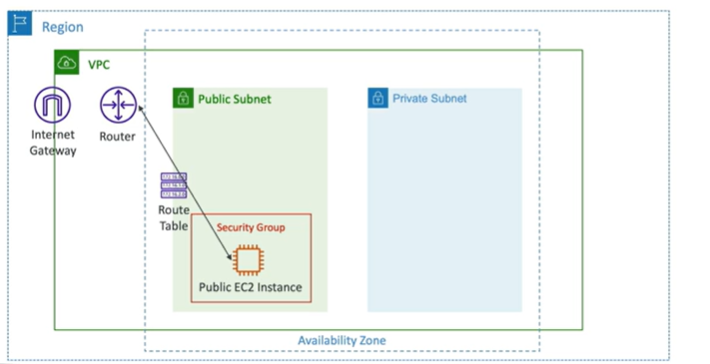 Region
VPC
Public Subnet
Private Subnet
Internet
Gateway
Router
Route
Table
Security Group
Public EC2 Instance
Availability Zone